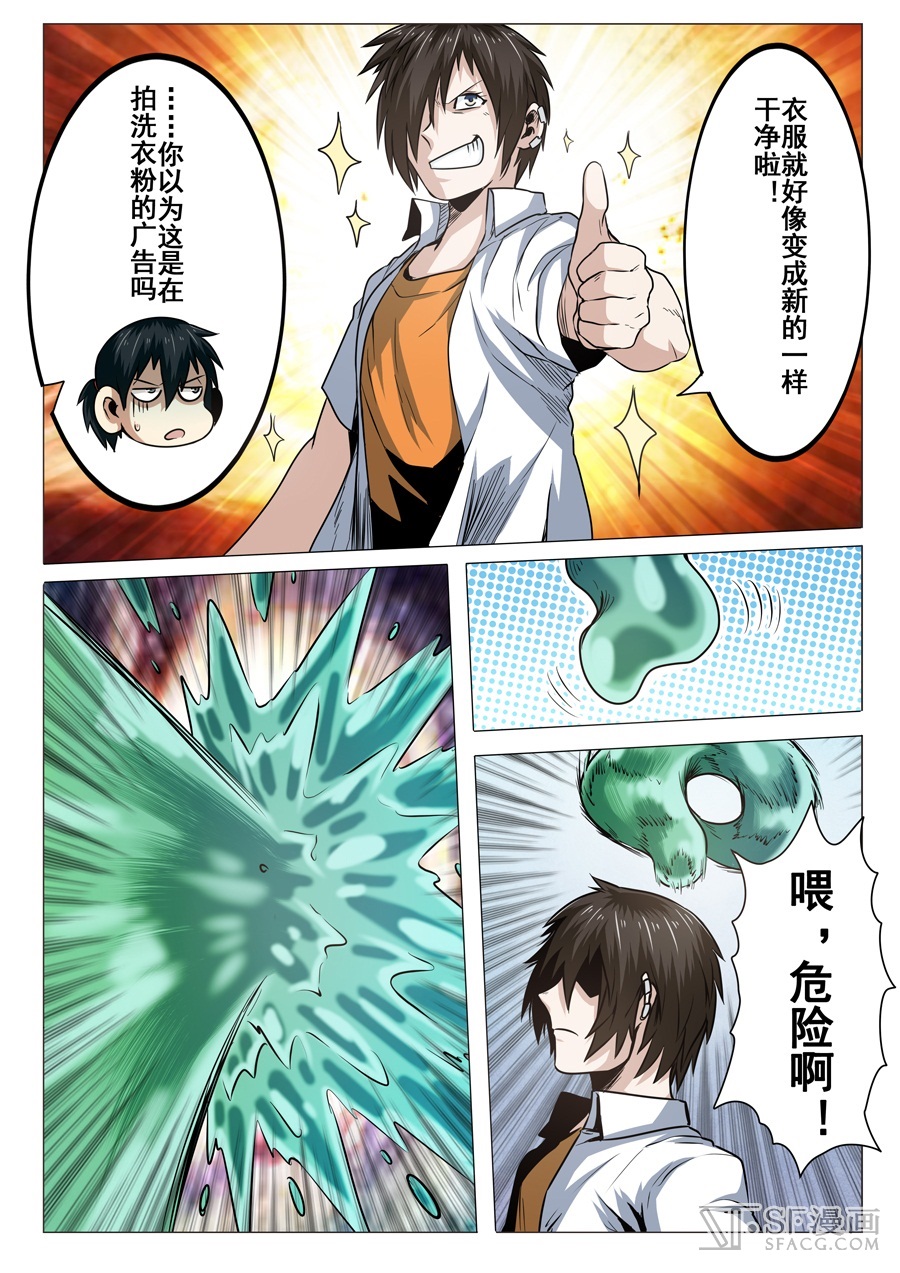 衣服就好像变成新的一样
干净啦！
……你以为这是在
拍洗衣粉的广告吗
喂，危险啊！
SF漫画
SFACG.COM